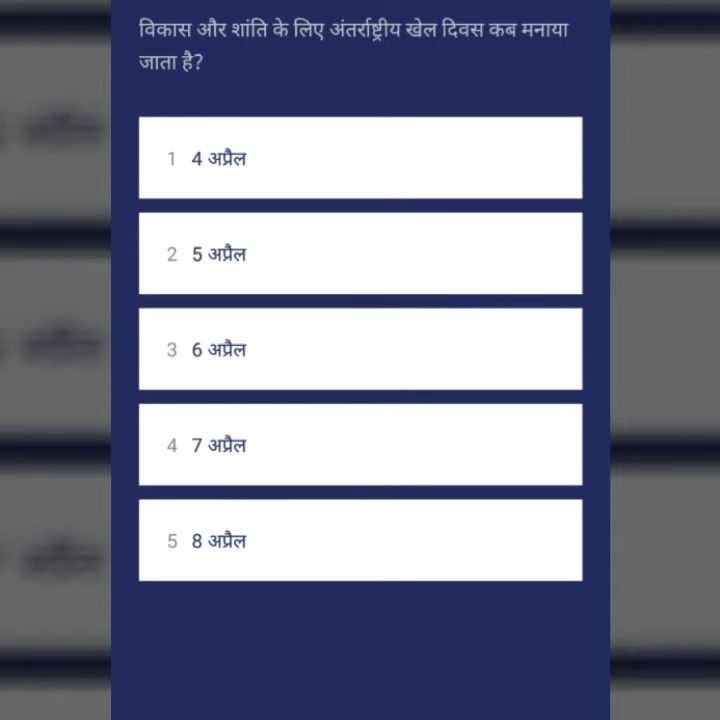 विकास और शांति के लिए अंतर्राष्ट्रीय खेल दिवस कब मनाया
जाता है?
1 4 अप्रैल
2 5 अप्रैल
3 6 अप्रैल
4 7 अप्रैल
5 8 अप्रैल